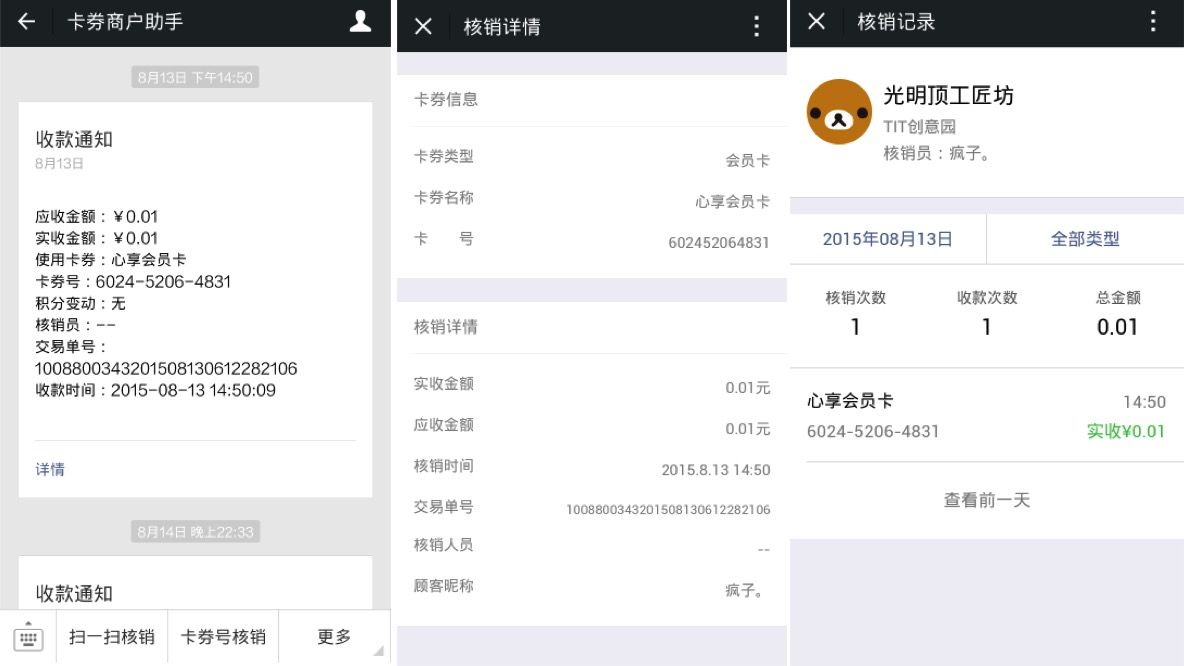 卡券商户助手
8月13日 下午14:50
收款通知
8月13日
应收金额：￥0.01
实收金额：￥0.01
使用卡券：心享会员卡
卡券号：6024-5206-4831
积分变动：无
核销员：--
交易单号：
1008800343201508130612282106
收款时间：2015-08-13 14:50:09
详情
8月14日 晚上22:33
收款通知
扫一扫核销 卡券号核销 更多
核销详情
卡券信息
卡券类型 会员卡
卡券名称 心享会员卡
卡 号 602452064831
核销详情
实收金额 0.01元
应收金额 0.01元
核销时间 2015.8.13 14:50
交易单号 1008800343201508130612282106
核销人员 --
顾客昵称 疯子。
核销记录
光明顶工匠坊
TIT创意园
核销员：疯子。
2015年08月13日 全部类型
核销次数 收款次数 总金额
1 1 0.01
心享会员卡 14:50
6024-5206-4831 实收¥0.01
查看前一天